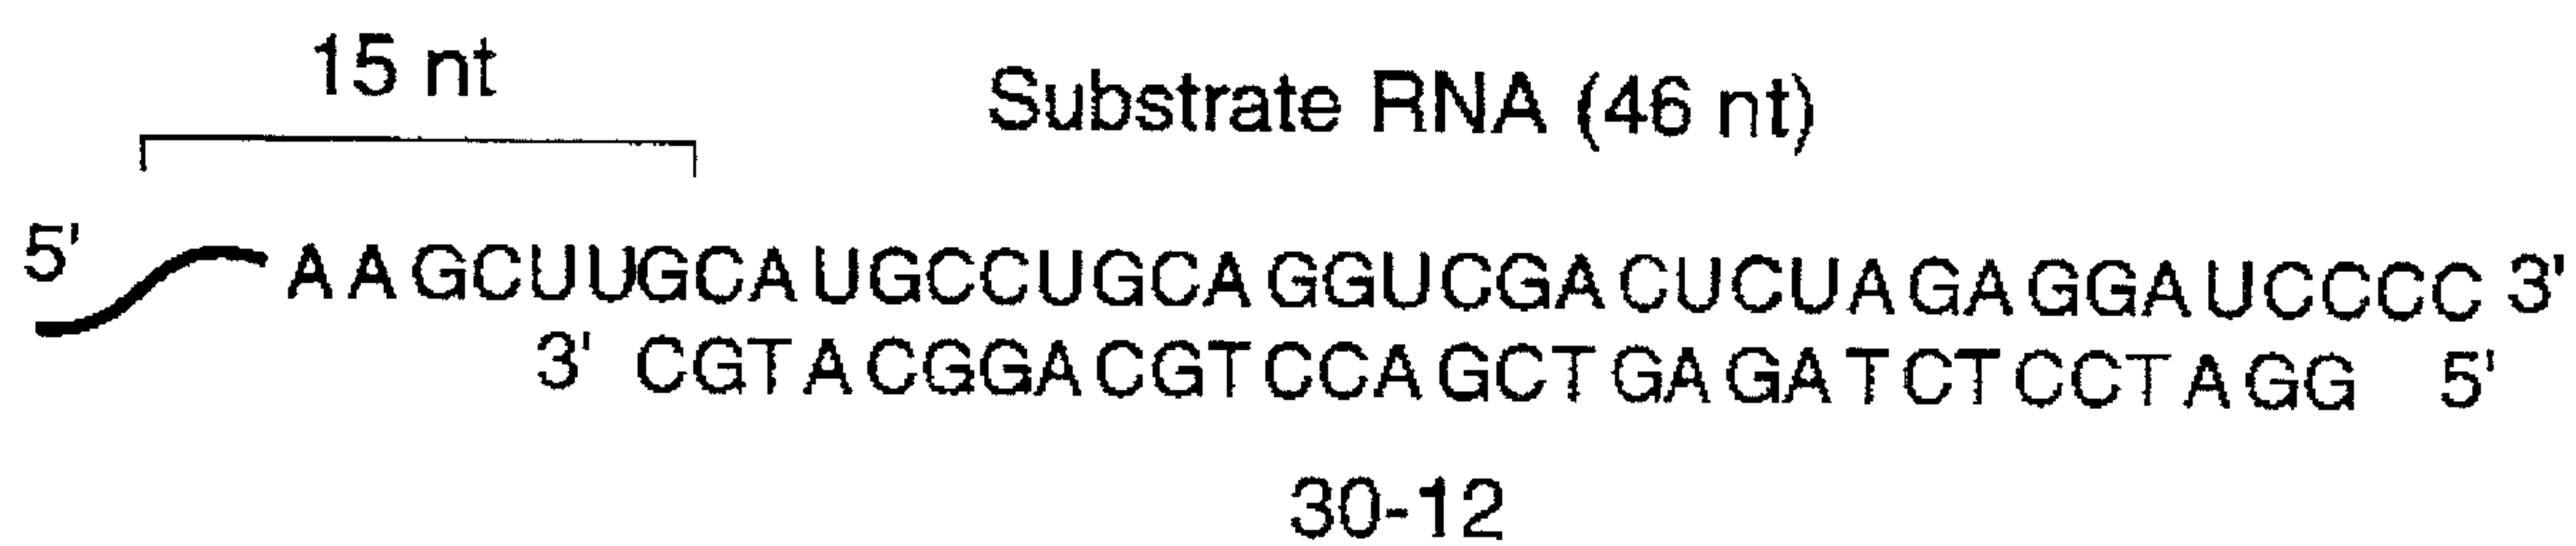 15 nt
Substrate RNA (46 nt)
5' AAGCUUGCAUGCCUGCAGGUCGACUCUAGAGGAUCCCC 3'
3' CGTACGGACGTCCAGCTGAGATCTCCTAGG 5'
30-12